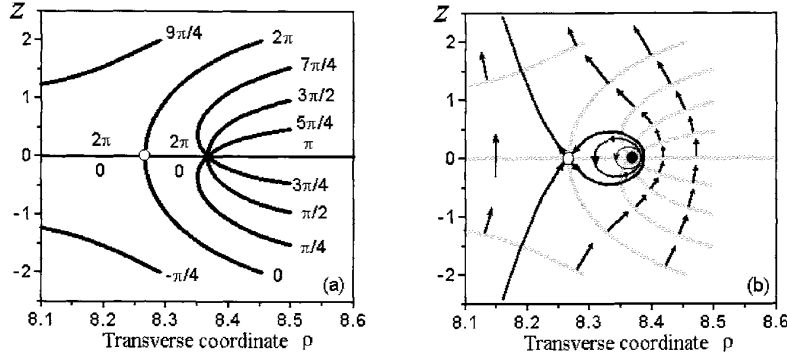 z
9π/4
2π
7π/4
3π/2
5π/4
π
2π
2π
0
0
3π/4
π/2
π/4
0
-π/4
2
1
0
-1
-2
(a)
8.1 8.2 8.3 8.4 8.5 8.6
Transverse coordinate ρ
z
2
1
0
-1
-2
(b)
8.1 8.2 8.3 8.4 8.5 8.6
Transverse coordinate ρ